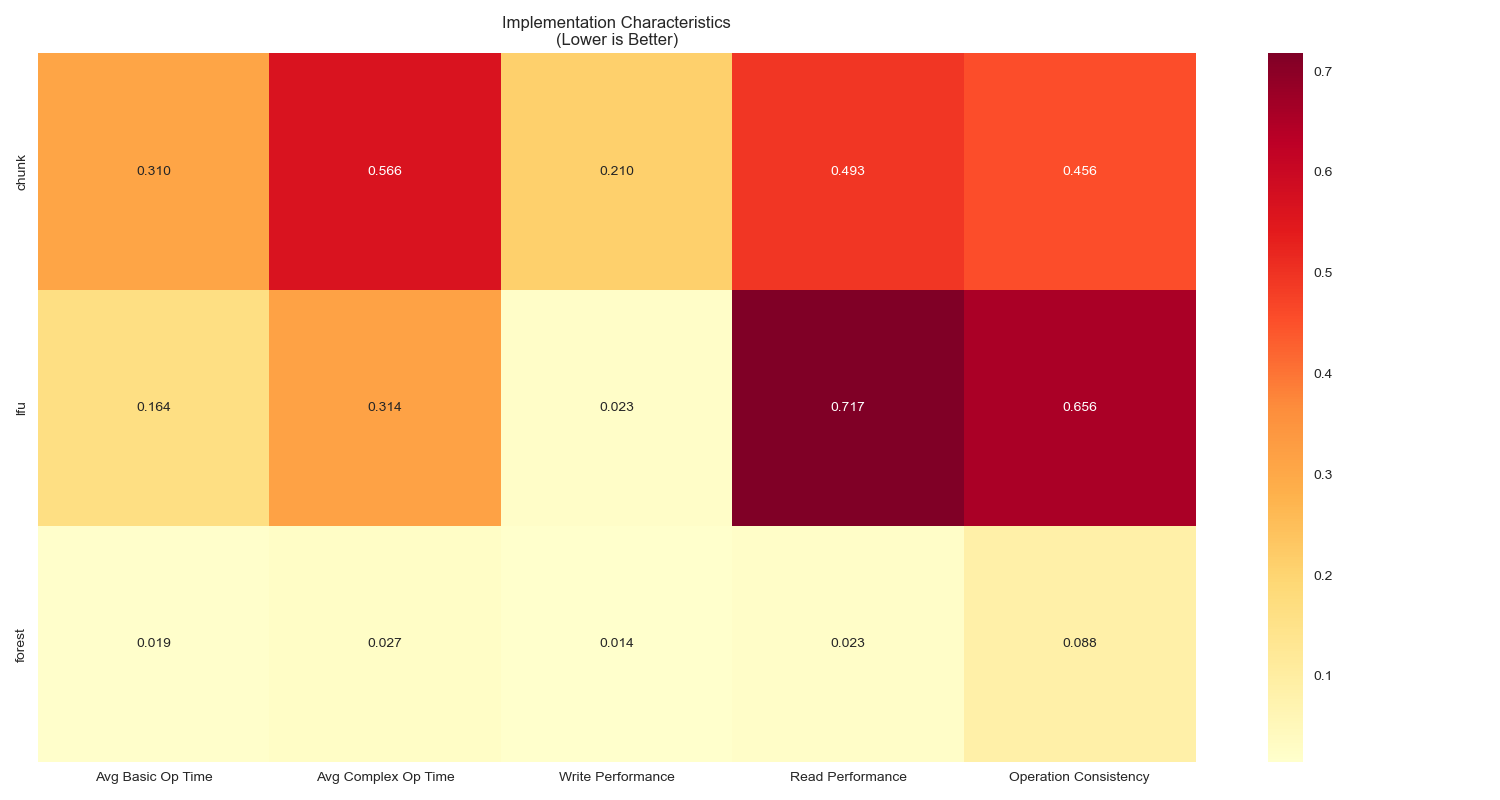 Implementation Characteristics
(Lower is Better)
chunk
0.310 0.566 0.210 0.493 0.456
lfu
0.164 0.314 0.023 0.717 0.656
forest
0.019 0.027 0.014 0.023 0.088
Avg Basic Op Time Avg Complex Op Time Write Performance Read Performance Operation Consistency
0.7
0.6
0.5
0.4
0.3
0.2
0.1